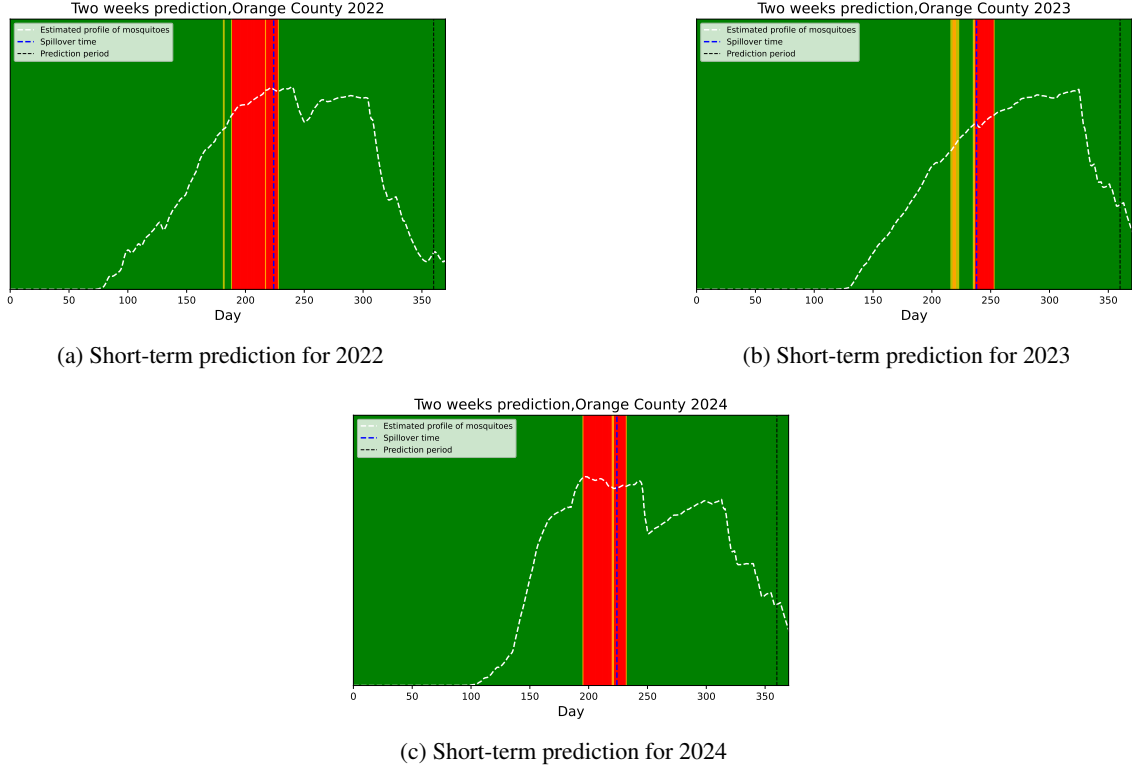 Two weeks prediction,Orange County 2022
Estimated profile of mosquitoes
Spillover time
Prediction period
0 50 100 150 200 250 300 350
Day
(a) Short-term prediction for 2022
Two weeks prediction,Orange County 2023
Estimated profile of mosquitoes
Spillover time
Prediction period
0 50 100 150 200 250 300 350
Day
(b) Short-term prediction for 2023
Two weeks prediction,Orange County 2024
Estimated profile of mosquitoes
Spillover time
Prediction period
0 50 100 150 200 250 300 350
Day
(c) Short-term prediction for 2024